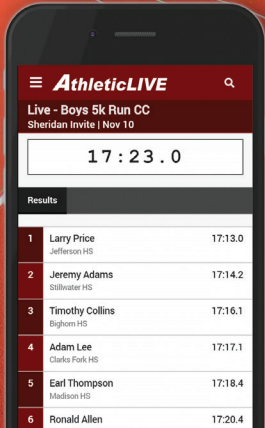 AthleticLIVE
Live - Boys 5k Run CC
Sheridan Invite | Nov 10
17:23.0
Results
1 Larry Price 17:13.0
Jefferson HS
2 Jeremy Adams 17:14.2
Stillwater HS
3 Timothy Collins 17:16.1
Bighorn HS
4 Adam Lee 17:17.1
Clarks Fork HS
5 Earl Thompson 17:18.4
Madison HS
6 Ronald Allen 17:20.4